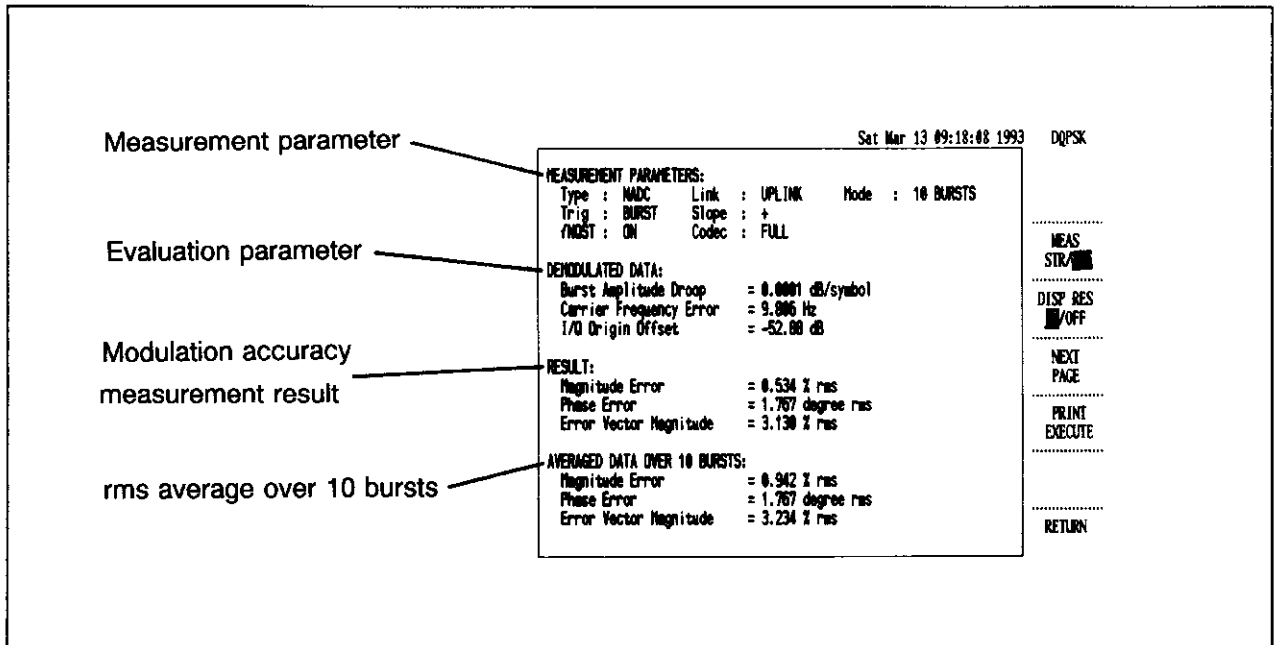 Measurement parameter
Evaluation parameter
Modulation accuracy
measurement result
rms average over 10 bursts
Sat Mar 13 09:18:08 1993 DQPSK
MEASUREMENT PARAMETERS:
Type : NADC Link : UPLINK Mode : 10 BURSTS
Trig : BURST Slope : +
fNQST : ON Codec : FULL
DEMODULATED DATA:
Burst Amplitude Droop = 0.0001 dB/symbol
Carrier Frequency Error = 9.806 Hz
I/Q Origin Offset = -52.80 dB
RESULT:
Magnitude Error = 0.534 % rms
Phase Error = 1.767 degree rms
Error Vector Magnitude = 3.130 % rms
AVERAGED DATA OVER 10 BURSTS:
Magnitude Error = 0.942 % rms
Phase Error = 1.767 degree rms
Error Vector Magnitude = 3.234 % rms
MEAS
STR/
DISP RES
/OFF
NEXT
PAGE
PRINT
EXECUTE
RETURN